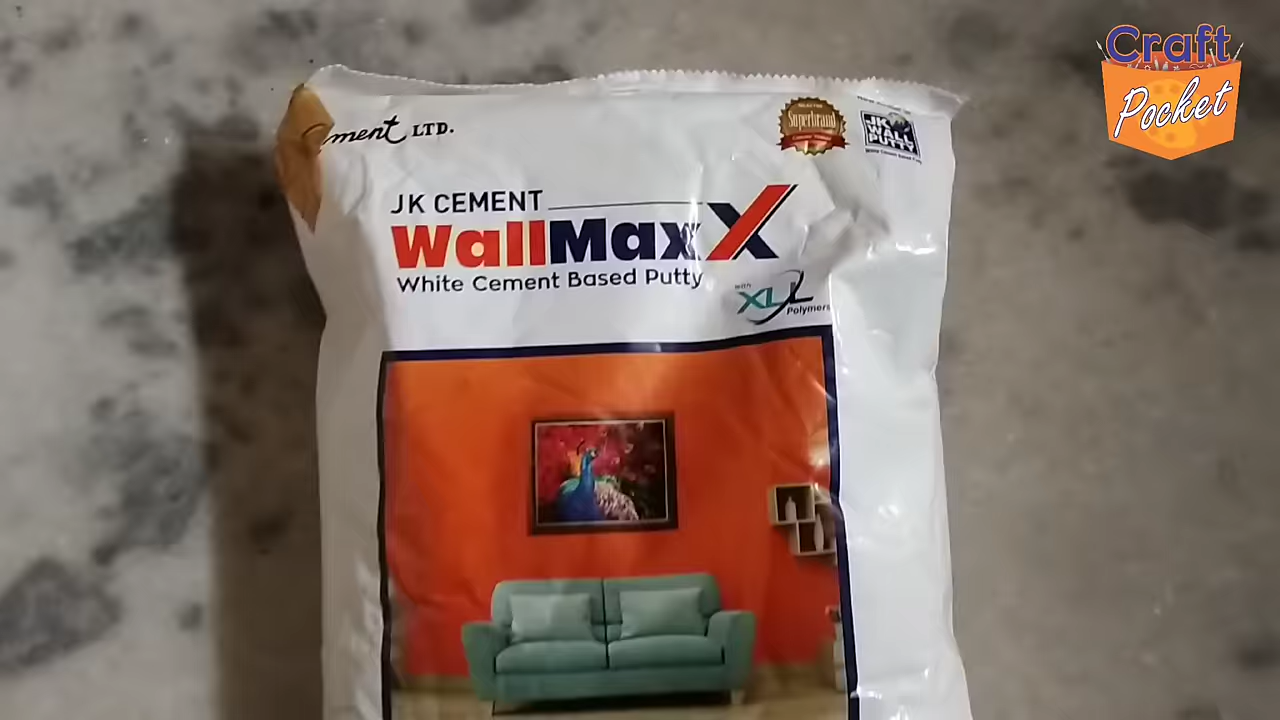 Craft
Pocket
ment LTD.
Superbrand
JK
WALL
PUTTY
JK CEMENT
WallMaxX
White Cement Based Putty
with
XL
Polymers